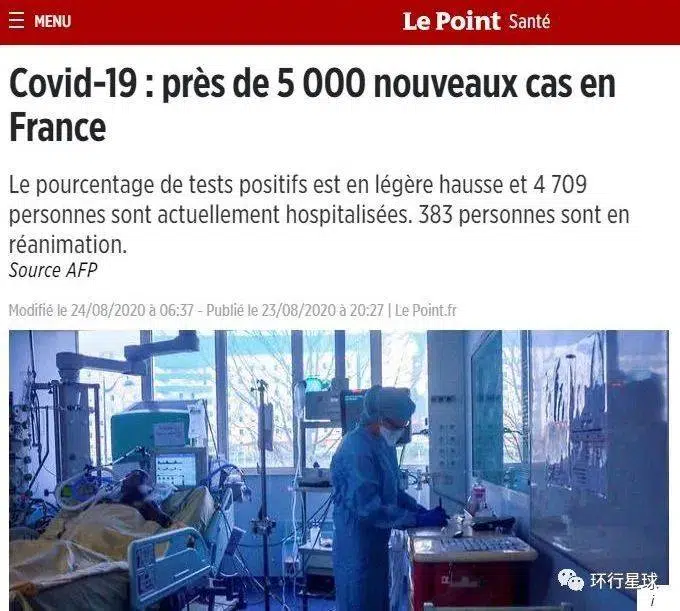 MENU
Le Point Santé
Covid-19 : près de 5 000 nouveaux cas en
France
Le pourcentage de tests positifs est en légère hausse et 4 709
personnes sont actuellement hospitalisées. 383 personnes sont en
réanimation.
Source AFP
Modifié le 24/08/2020 à 06:37 - Publié le 23/08/2020 à 20:27 | Le Point.fr
环行星球
i